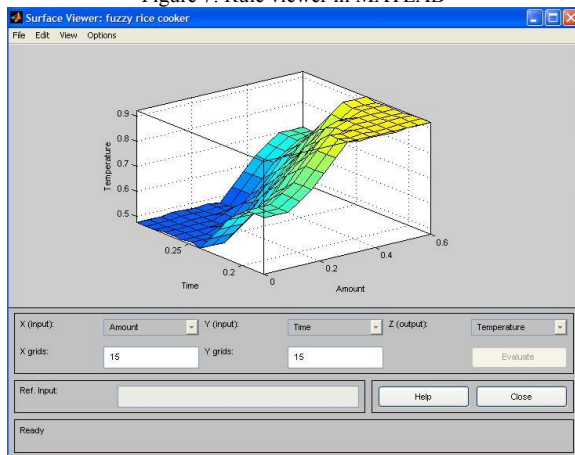 Figure 7. Rule viewer in MATLAB
Surface Viewer: fuzzy rice cooker
File Edit View Options
0.9
0.8
0.7
0.6
0.5
Temperature
0.25
0.2
Time
0
0.2
0.4
0.6
Amount
X (input): Amount Y (input): Time Z (output): Temperature
X grids: 15 Y grids: 15 Evaluate
Ref. Input: Help Close
Ready